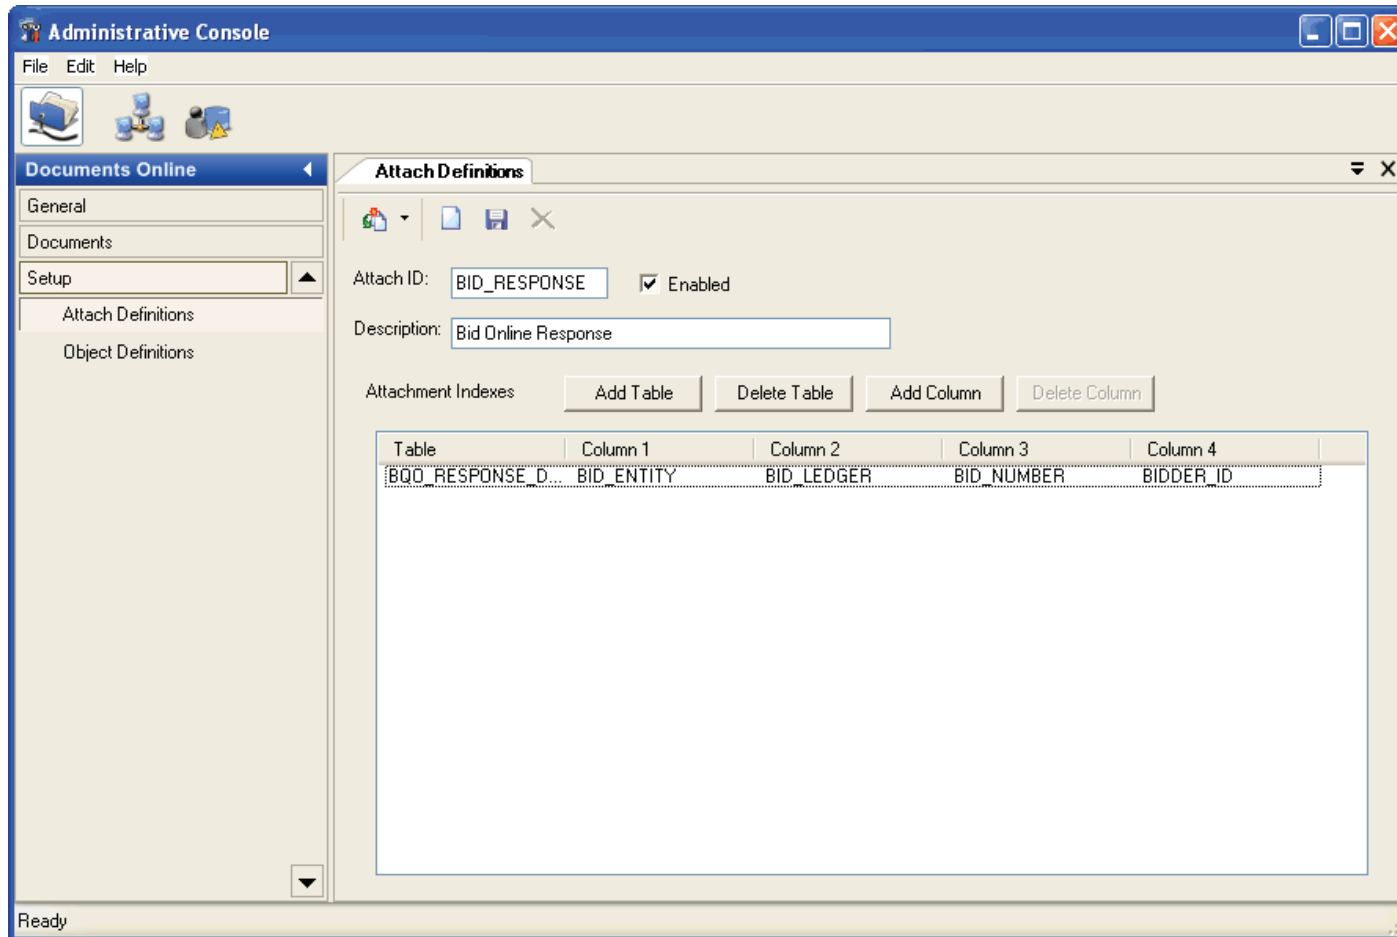 Administrative Console
File Edit Help
Documents Online
General
Documents
Setup
Attach Definitions
Object Definitions
Attach Definitions
Attach ID: BID_RESPONSE Enabled
Description: Bid Online Response
Attachment Indexes Add Table Delete Table Add Column Delete Column
Table Column 1 Column 2 Column 3 Column 4
BQO_RESPONSE_D... BID_ENTITY BID_LEDGER BID_NUMBER BIDDER_ID
Ready